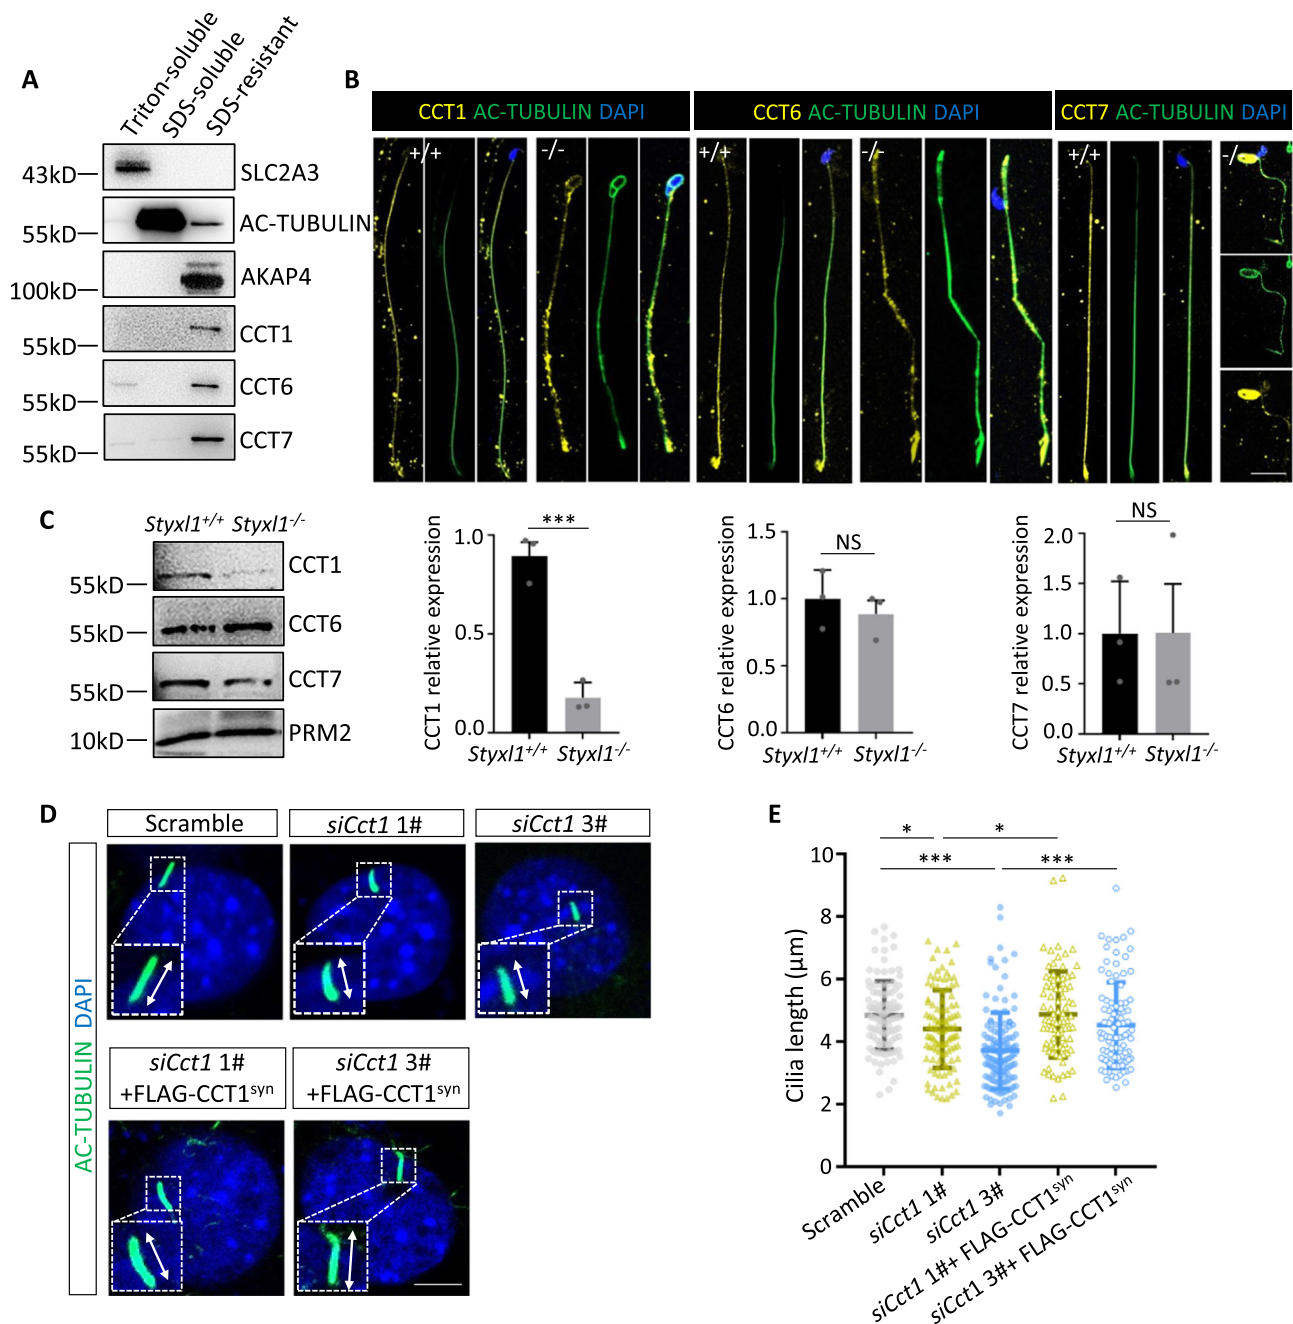 A
Triton-soluble
SDS-soluble
SDS-resistant
43kD
SLC2A3
55kD
AC-TUBULIN
100kD
AKAP4
55kD
CCT1
55kD
CCT6
55kD
CCT7
B
CCT1 AC-TUBULIN DAPI
CCT6 AC-TUBULIN DAPI
CCT7 AC-TUBULIN DAPI
+/+
-/-
+/+
-/-
+/+
-/-
C
Styxl1+/+ Styxl1-/-
55kD
CCT1
55kD
CCT6
55kD
CCT7
10kD
PRM2
CCT1 relative expression
1.0
0.5
0.0
***
Styxl1+/+ Styxl1-/-
CCT6 relative expression
1.5
1.0
0.5
0.0
NS
Styxl1+/+ Styxl1-/-
CCT7 relative expression
2.0
1.5
1.0
0.5
0.0
NS
Styxl1+/+ Styxl1-/-
D
AC-TUBULIN DAPI
Scramble
siCct1 1#
siCct1 3#
siCct1 1#
+FLAG-CCT1syn
siCct1 3#
+FLAG-CCT1syn
E
*
*
***
***
Cilia length (μm)
10
8
6
4
2
0
Scramble
siCct1 1#
siCct1 3#
siCct1 1#+ FLAG-CCT1syn
siCct1 3#+ FLAG-CCT1syn